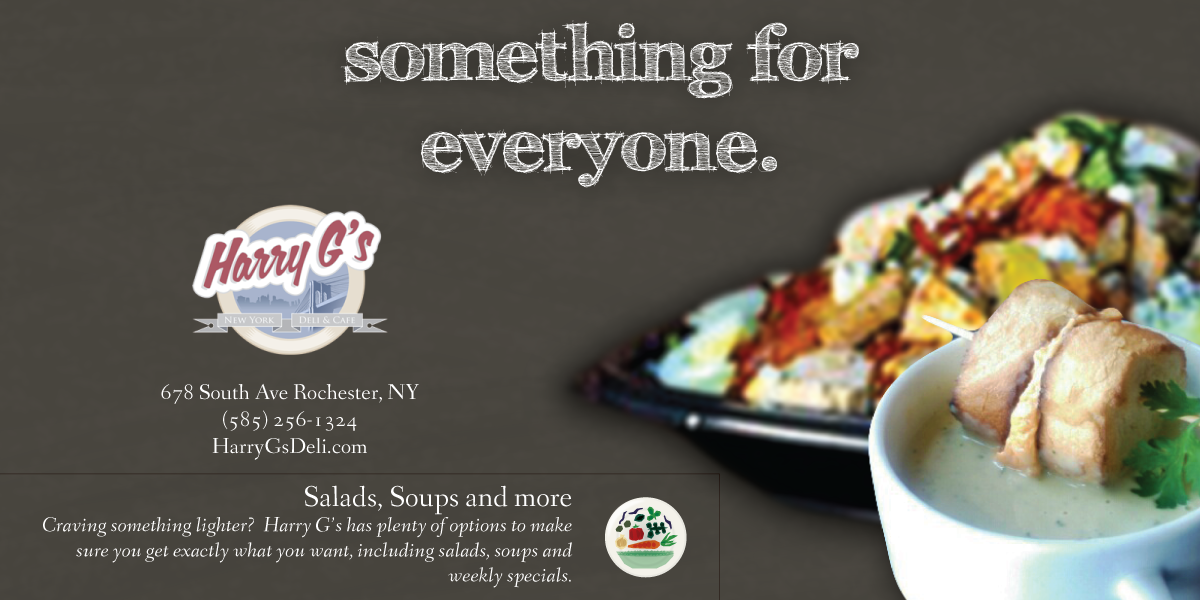 something for
everyone.
Harry G's
NEW YORK DELI & CAFE
678 South Ave Rochester, NY
(585) 256-1324
HarryGsDeli.com
Salads, Soups and more
Craving something lighter? Harry G's has plenty of options to make
sure you get exactly what you want, including salads, soups and
weekly specials.